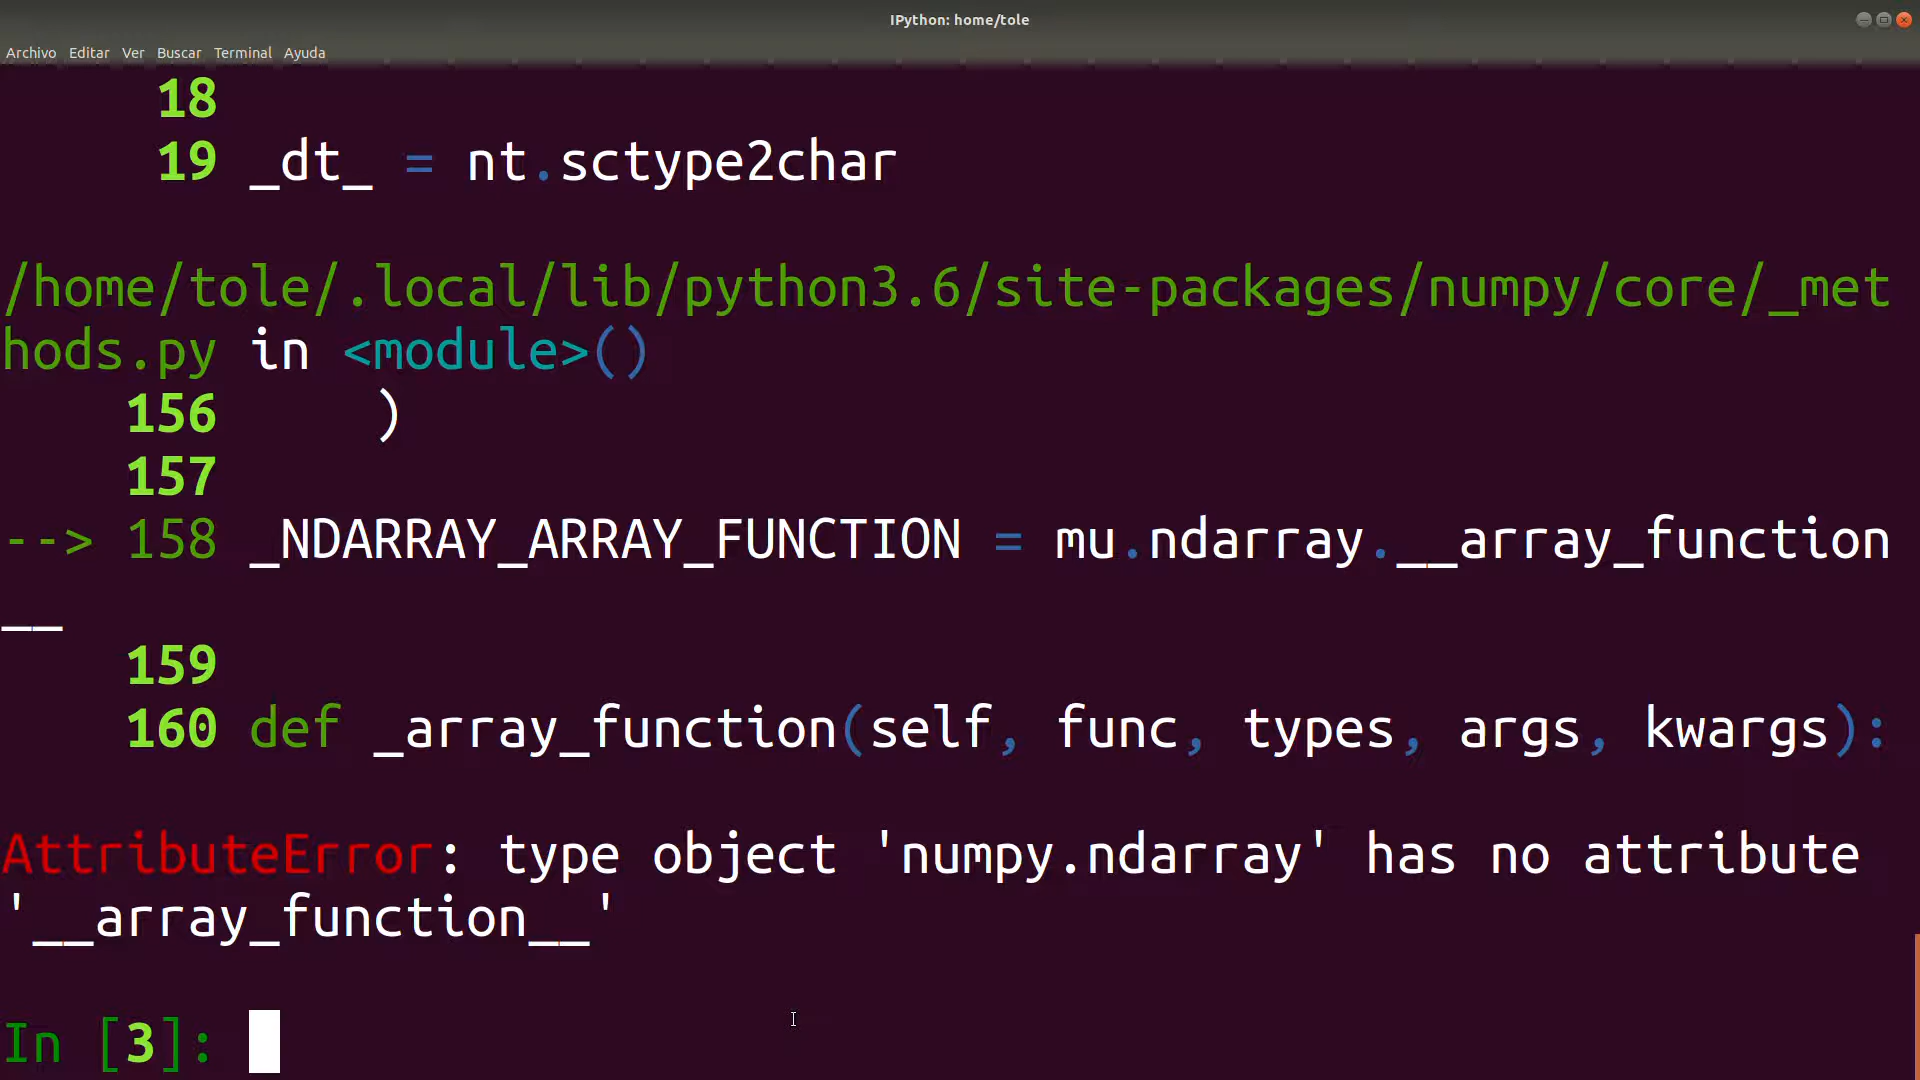 IPython: home/tole
Archivo Editar Ver Buscar Terminal Ayuda
18
19 _dt_ = nt.sctype2char
/home/tole/.local/lib/python3.6/site-packages/numpy/core/_met
hods.py in <module>()
156     )
157
--> 158 _NDARRAY_ARRAY_FUNCTION = mu.ndarray.__array_function
__
159
160 def _array_function(self, func, types, args, kwargs):
AttributeError: type object 'numpy.ndarray' has no attribute
'__array_function__'
In [3]: